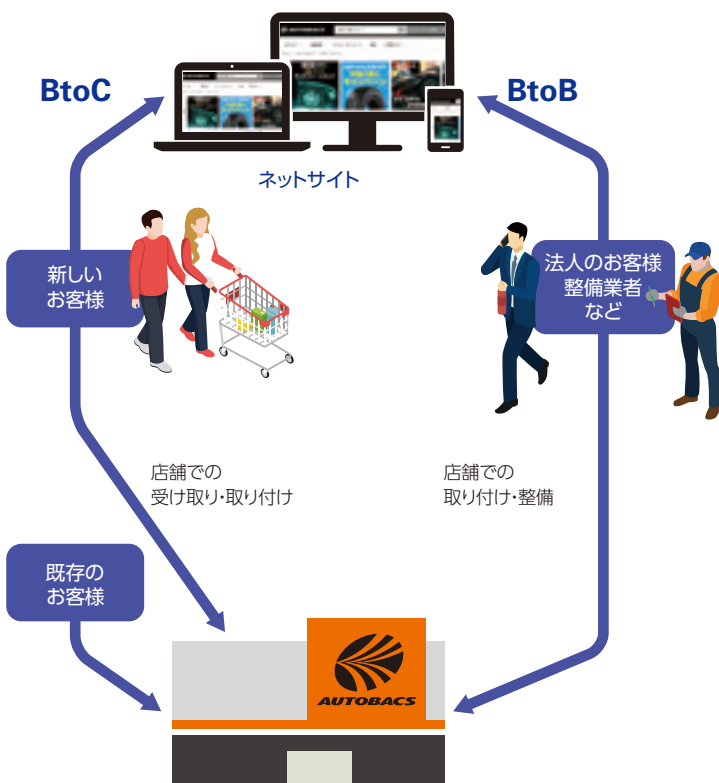 BtoC
BtoB
ネットサイト
新しい
お客様
法人のお客様
整備業者
など
店舗での
受け取り・取り付け
店舗での
取り付け・整備
既存の
お客様
AUTOBACS